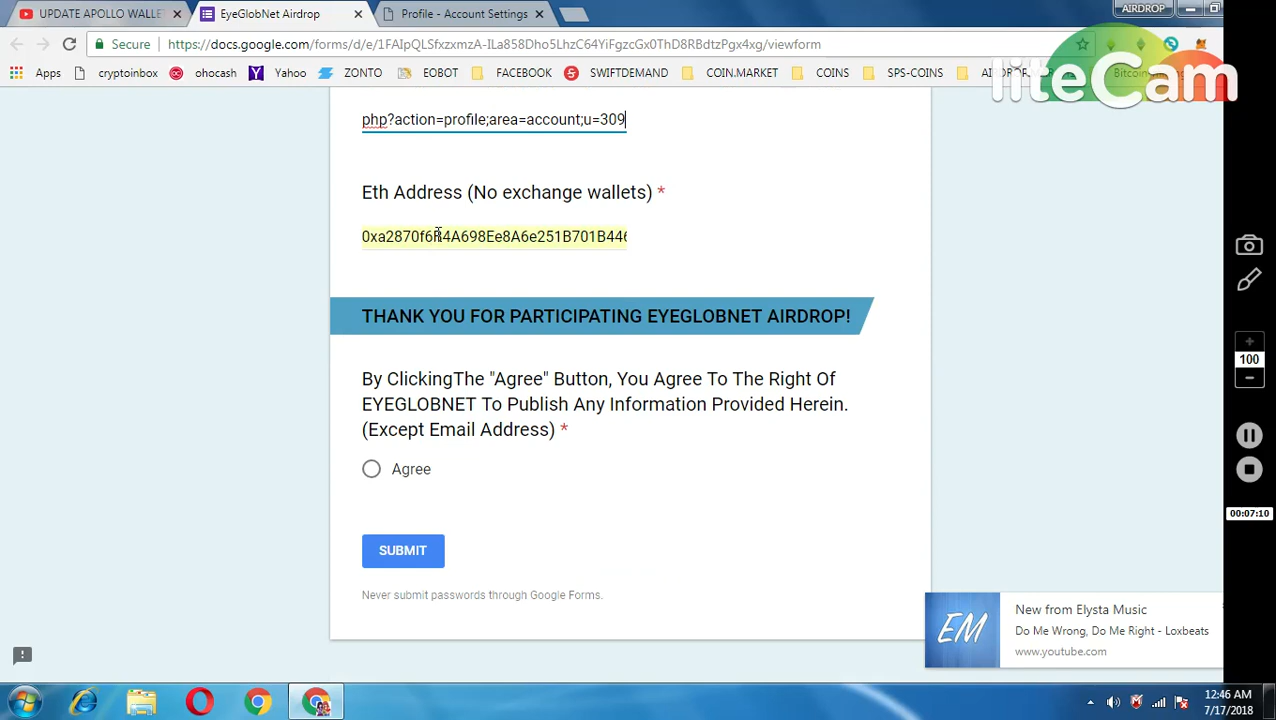 UPDATE APOLLO WALLE
EyeGlobNet Airdrop
Profile - Account Settings
AIRDROP
Secure
https://docs.google.com/forms/d/e/1FAIpQLSfxzxmzA-ILa858Dho5LhzC64YiFgzcGx0ThD8RBdtzPgx4xg/viewform
Apps
cryptoinbox
ohocash
Yahoo
ZONTO
EOBOT
FACEBOOK
SWIFTDEMAND
COIN.MARKET
COINS
SPS-COINS
liteCam
php?action=profile;area=account;u=309
Eth Address (No exchange wallets) *
THANK YOU FOR PARTICIPATING EYEGLOBNET AIRDROP!
By ClickingThe "Agree" Button, You Agree To The Right Of
EYEGLOBNET To Publish Any Information Provided Herein.
(Except Email Address) *
Agree
SUBMIT
Never submit passwords through Google Forms.
100
00:07:10
EM
New from Elysta Music
Do Me Wrong, Do Me Right - Loxbeats
www.youtube.com
12:46 AM
7/17/2018